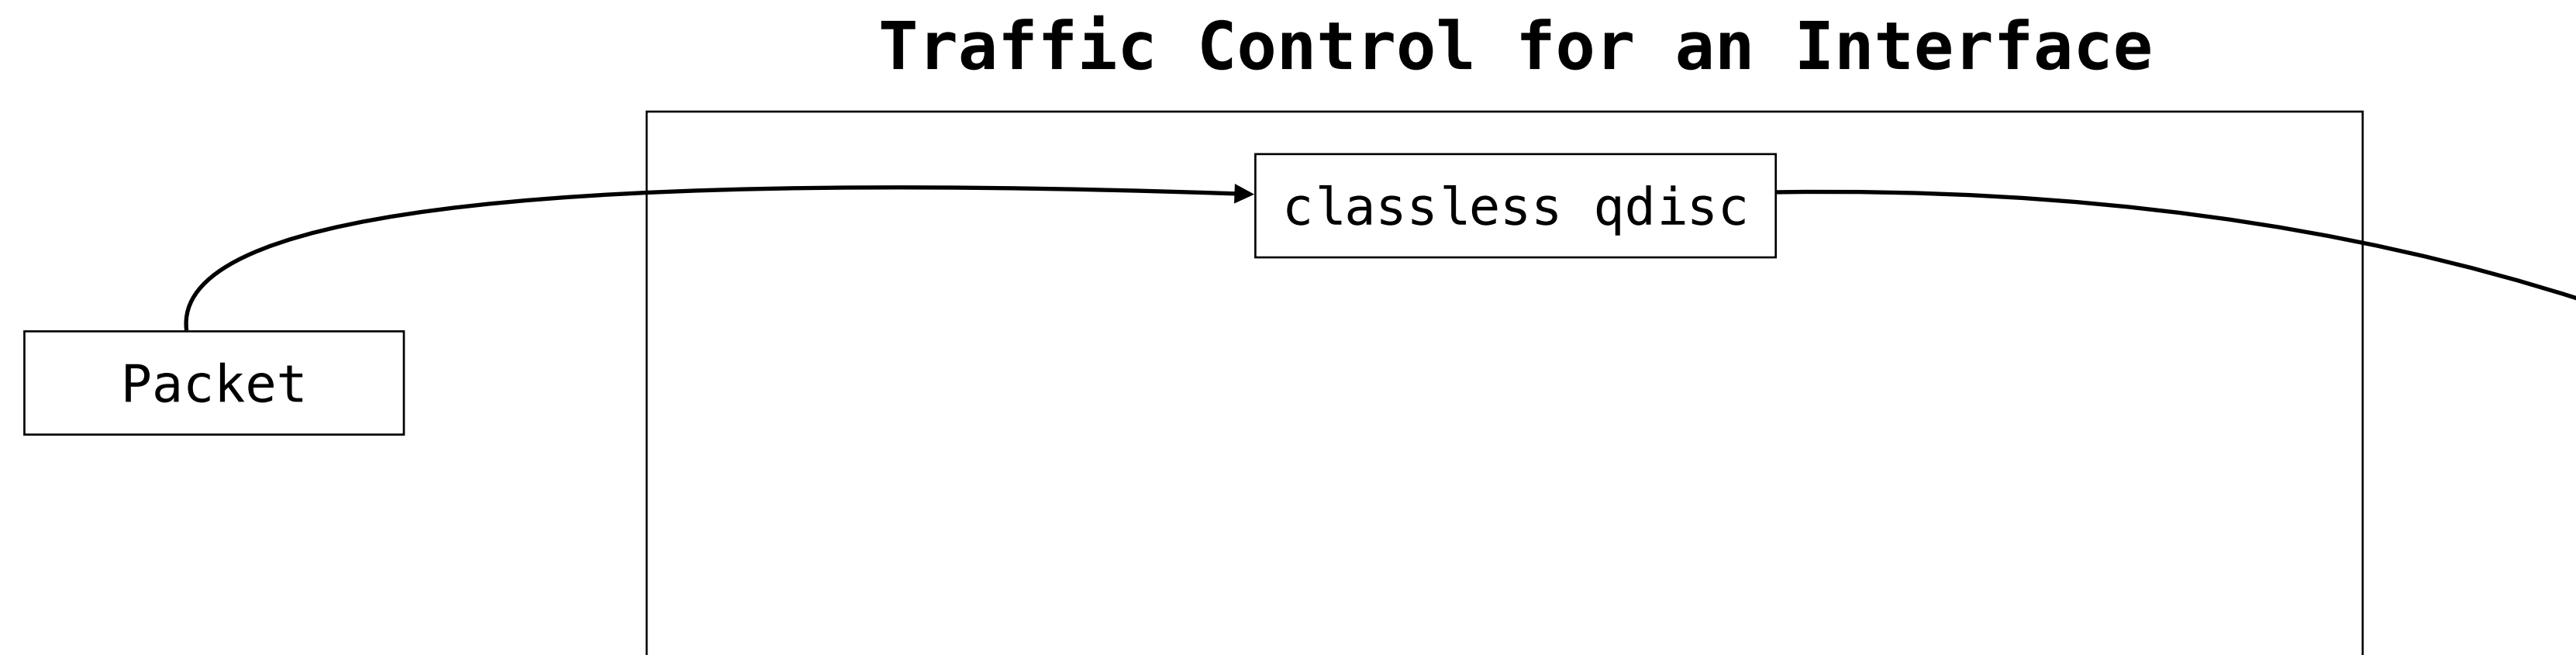 Traffic Control for an Interface
classless qdisc
Packet